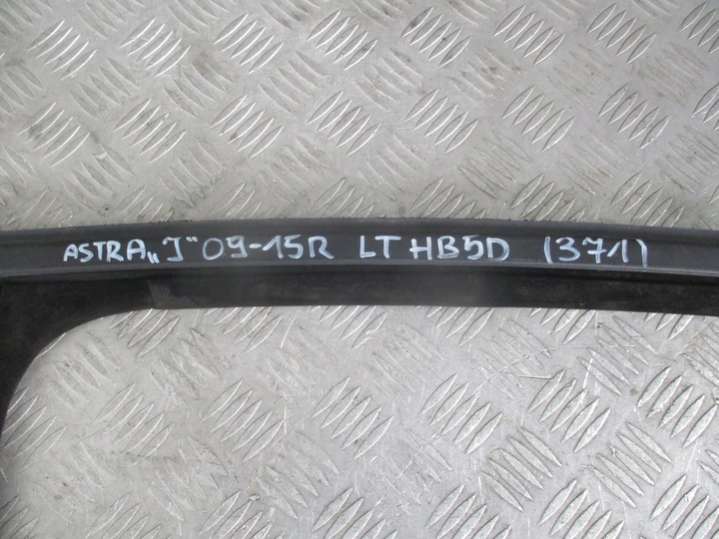 ASTRA „J“ 09-15R LT HB5D (371)